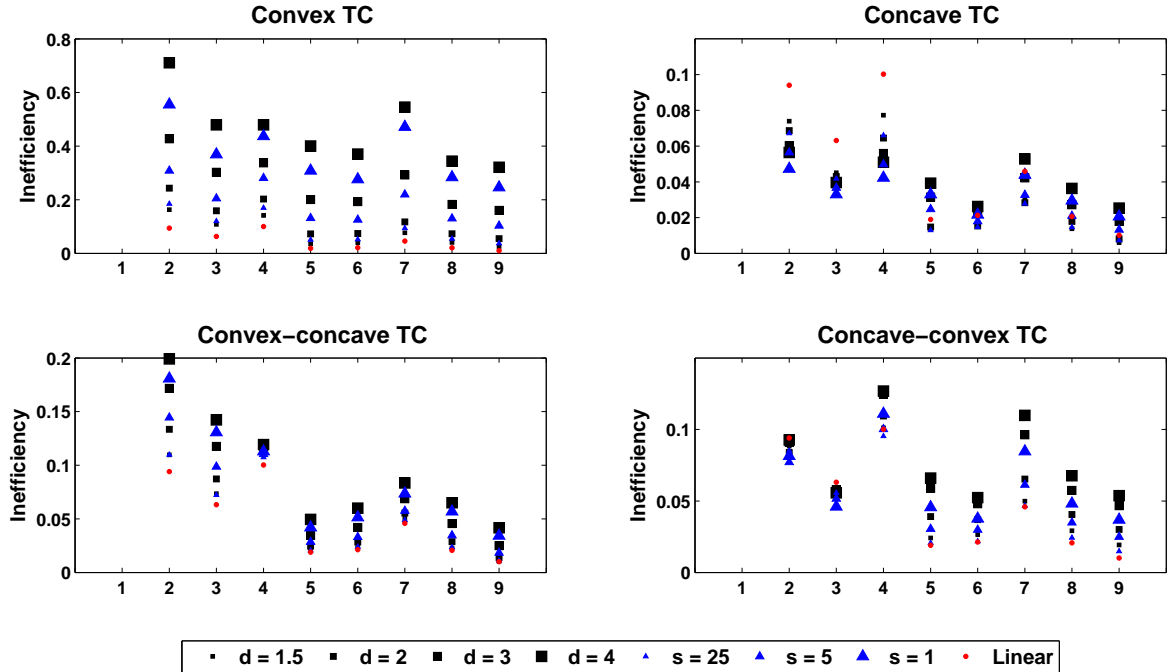 Convex TC
Concave TC
Inefficiency
0.8
0.6
0.4
0.2
0
1 2 3 4 5 6 7 8 9
Inefficiency
0.1
0.08
0.06
0.04
0.02
0
1 2 3 4 5 6 7 8 9
Convex−concave TC
Concave−convex TC
Inefficiency
0.2
0.15
0.1
0.05
0
1 2 3 4 5 6 7 8 9
Inefficiency
0.1
0.05
0
1 2 3 4 5 6 7 8 9
d = 1.5 d = 2 d = 3 d = 4 s = 25 s = 5 s = 1 Linear